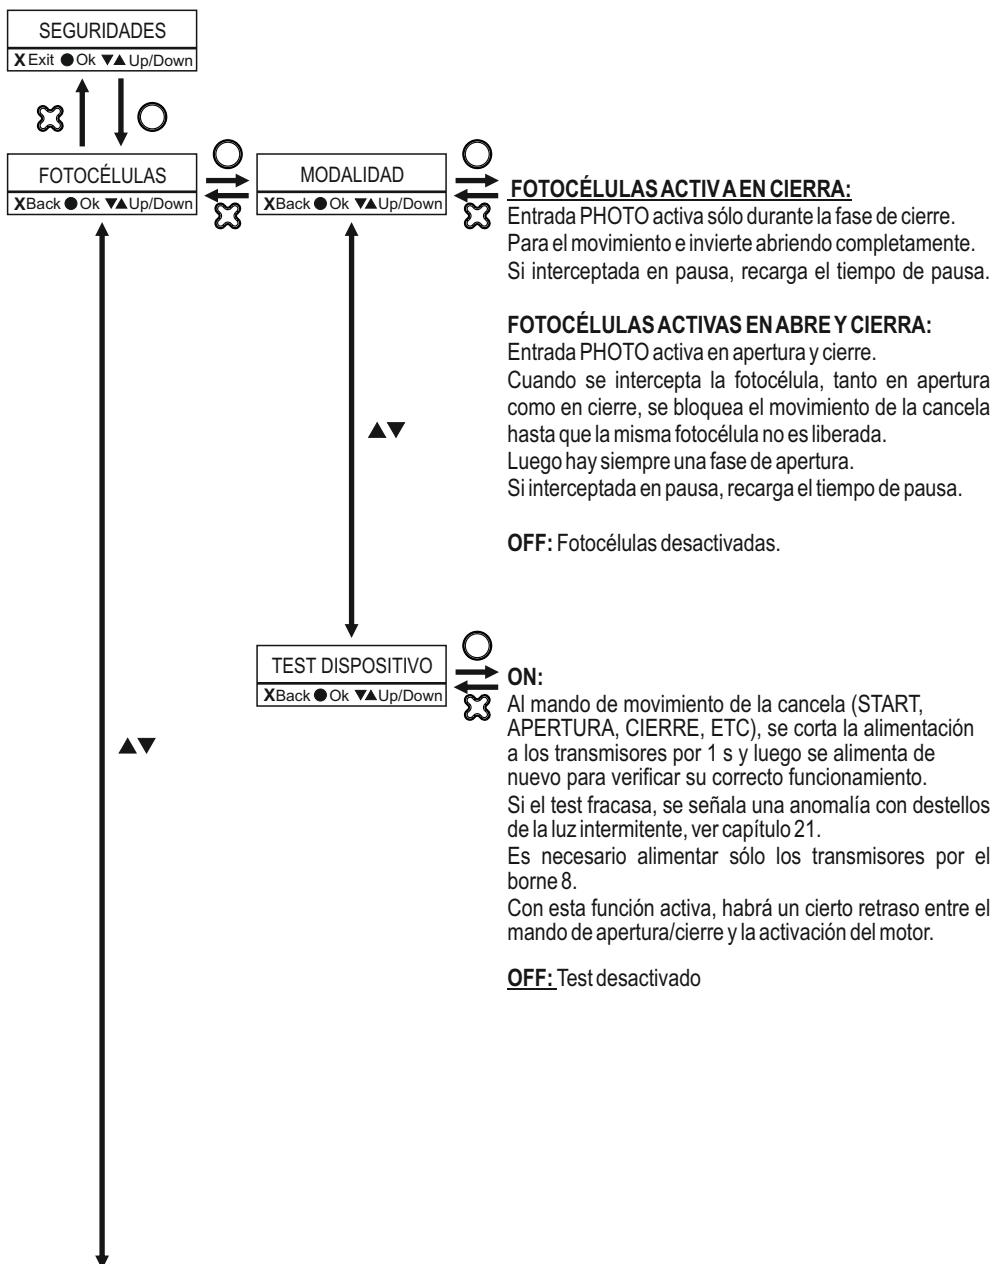 SEGURIDADES
X Exit ● Ok ▼▲ Up/Down
FOTOCÉLULAS
XBack ● Ok ▼▲Up/Down
MODALIDAD
XBack ● Ok ▼▲Up/Down
FOTOCÉLULAS ACTIVA EN CIERRA:
Entrada PHOTO activa sólo durante la fase de cierre.
Para el movimiento e invierte abriendo completamente.
Si interceptada en pausa, recarga el tiempo de pausa.
FOTOCÉLULAS ACTIVAS EN ABRE Y CIERRA:
Entrada PHOTO activa en apertura y cierre.
Cuando se intercepta la fotocélula, tanto en apertura
como en cierre, se bloquea el movimiento de la cancela
hasta que la misma fotocélula no es liberada.
Luego hay siempre una fase de apertura.
Si interceptada en pausa, recarga el tiempo de pausa.
OFF: Fotocélulas desactivadas.
▲▼
TEST DISPOSITIVO
XBack ● Ok ▼▲Up/Down
ON:
Al mando de movimiento de la cancela (START,
APERTURA, CIERRE, ETC), se corta la alimentación
a los transmisores por 1 s y luego se alimenta de
nuevo para verificar su correcto funcionamiento.
Si el test fracasa, se señala una anomalía con destellos
de la luz intermitente, ver capítulo 21.
Es necesario alimentar sólo los transmisores por el
borne 8.
Con esta función activa, habrá un cierto retraso entre el
mando de apertura/cierre y la activación del motor.
OFF: Test desactivado
▲▼